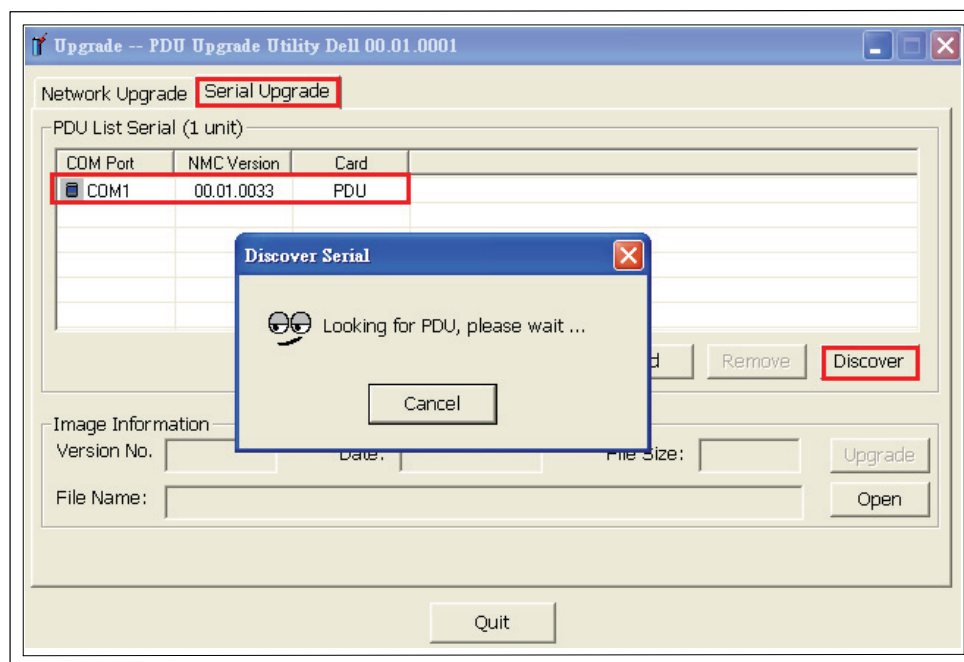 Upgrade -- PDU Upgrade Utility Dell 00.01.0001
Network Upgrade Serial Upgrade
PDU List Serial (1 unit)
COM Port NMC Version Card
COM1 00.01.0033 PDU
Discover Serial
Looking for PDU, please wait ...
Remove Discover
Cancel
Image Information
Version No. Date: File Size: Upgrade
File Name: Open
Quit